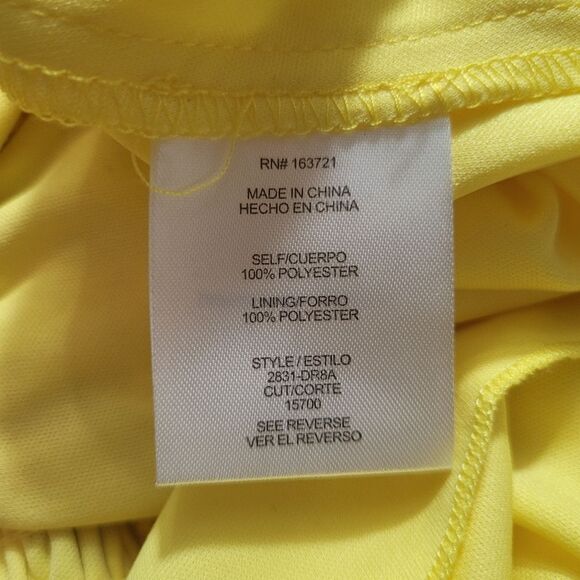 RN# 163721
MADE IN CHINA
HECHO EN CHINA
SELF/CUERPO
100% POLYESTER
LINING/FORRO
100% POLYESTER
STYLE / ESTILO
2831-DR8A
CUT/CORTE
15700
SEE REVERSE
VER EL REVERSO